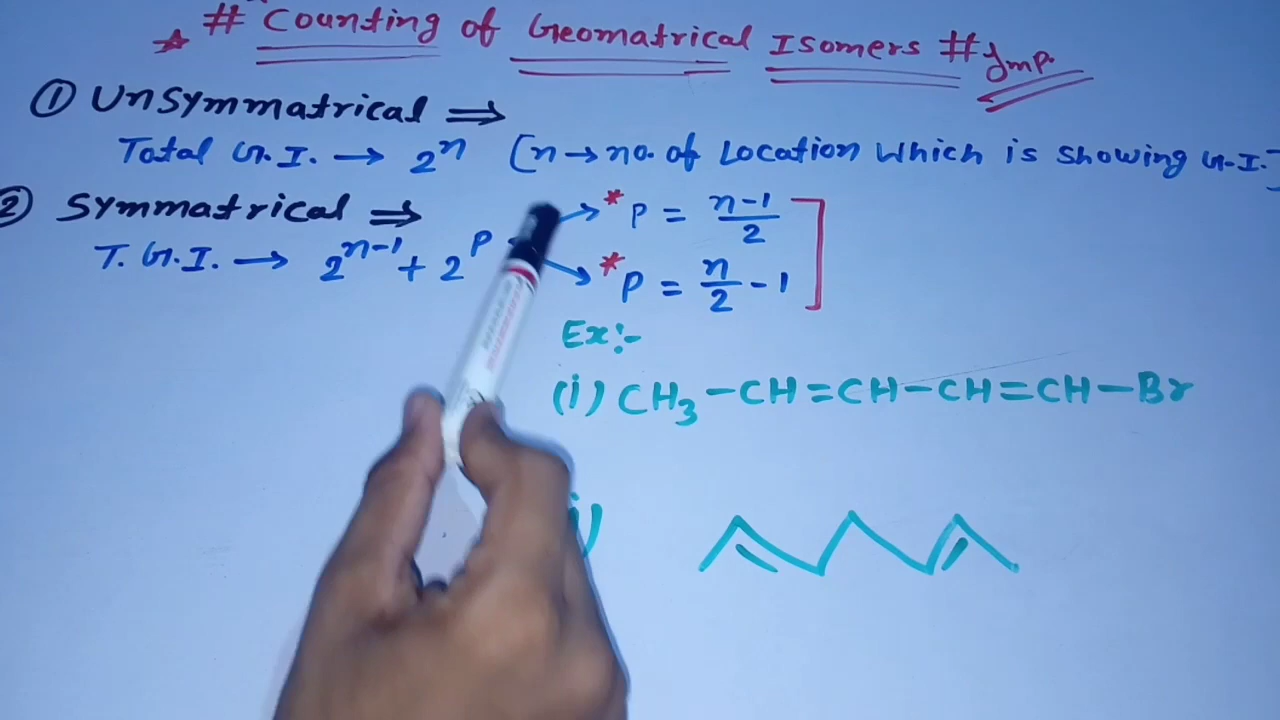 # Counting of Geomatrical Isomers # Imp.
① UnSymmatrical ⇒
Total G.I. → 2ⁿ (n → no. of Location which is showing G.I.]
2) Symmatrical ⇒ * P = (n-1)/2
T. G.I. → 2ⁿ⁻¹ + 2ᴾ * P = n/2 - 1
Ex:-
(i) CH₃-CH=CH-CH=CH-Br
i)